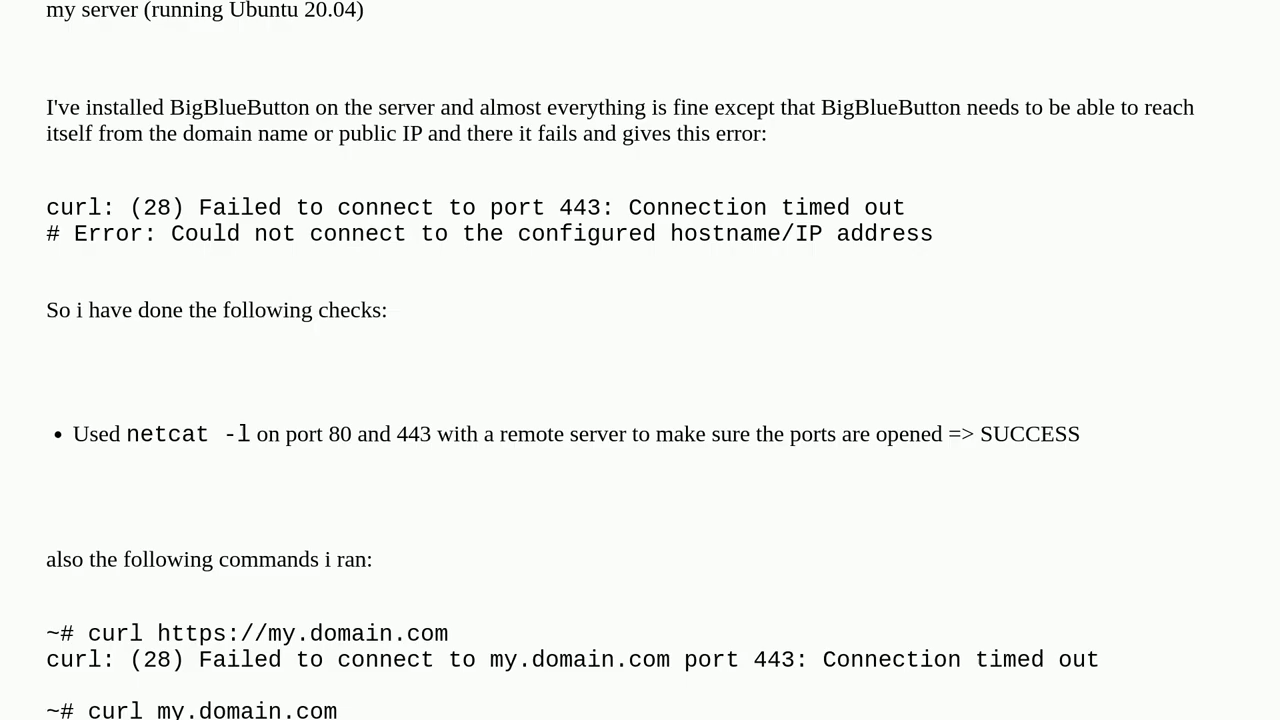 my server (running Ubuntu 20.04)
I've installed BigBlueButton on the server and almost everything is fine except that BigBlueButton needs to be able to reach
itself from the domain name or public IP and there it fails and gives this error:
curl: (28) Failed to connect to port 443: Connection timed out
# Error: Could not connect to the configured hostname/IP address
So i have done the following checks:
• Used netcat -l on port 80 and 443 with a remote server to make sure the ports are opened => SUCCESS
also the following commands i ran:
~# curl https://my.domain.com
curl: (28) Failed to connect to my.domain.com port 443: Connection timed out
~# curl my.domain.com